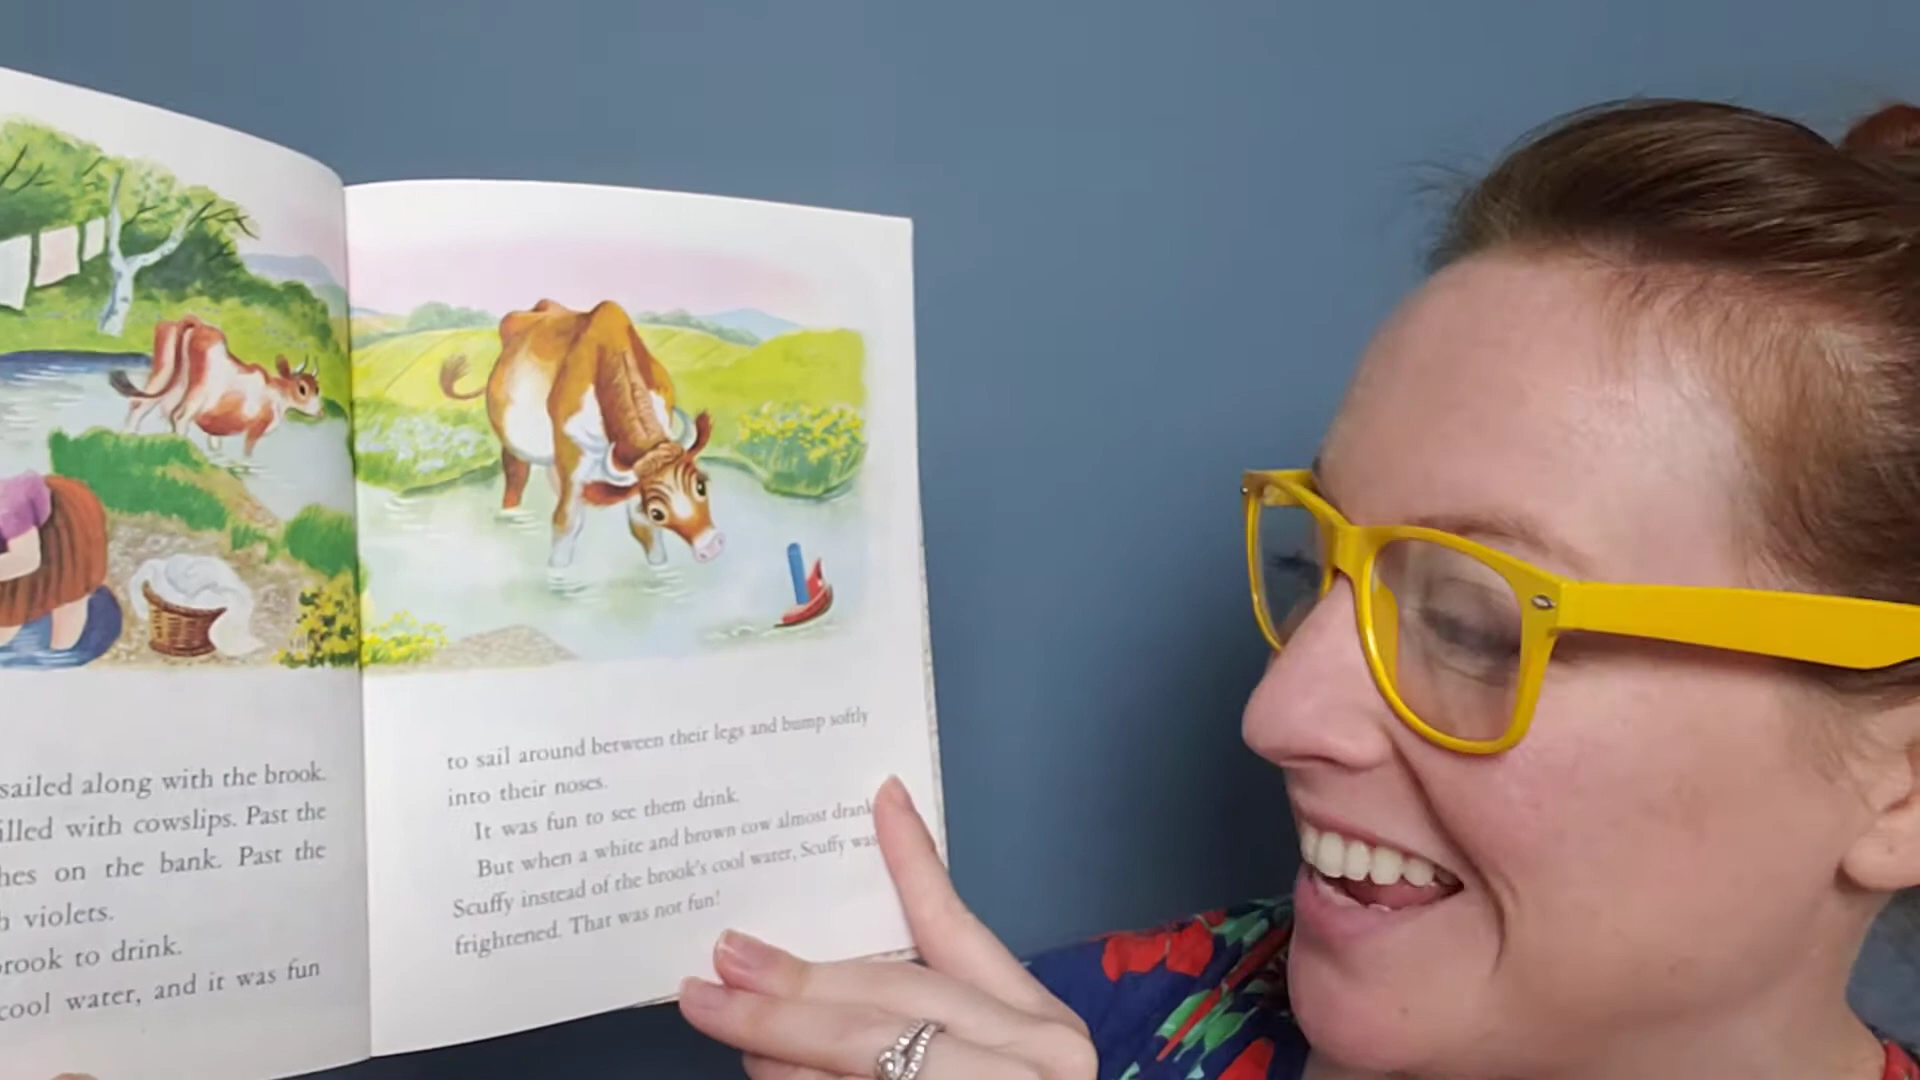 sailed along with the brook.
with cowslips. Past the
on the bank. Past the
violets.
to drink.
cool water, and it was fun
to sail around between their legs and bump softly
into their noses.
It was fun to see them drink.
But when a white and brown cow almost drank
Scuffy instead of the brook's cool water, Scuffy was
frightened. That was not fun!